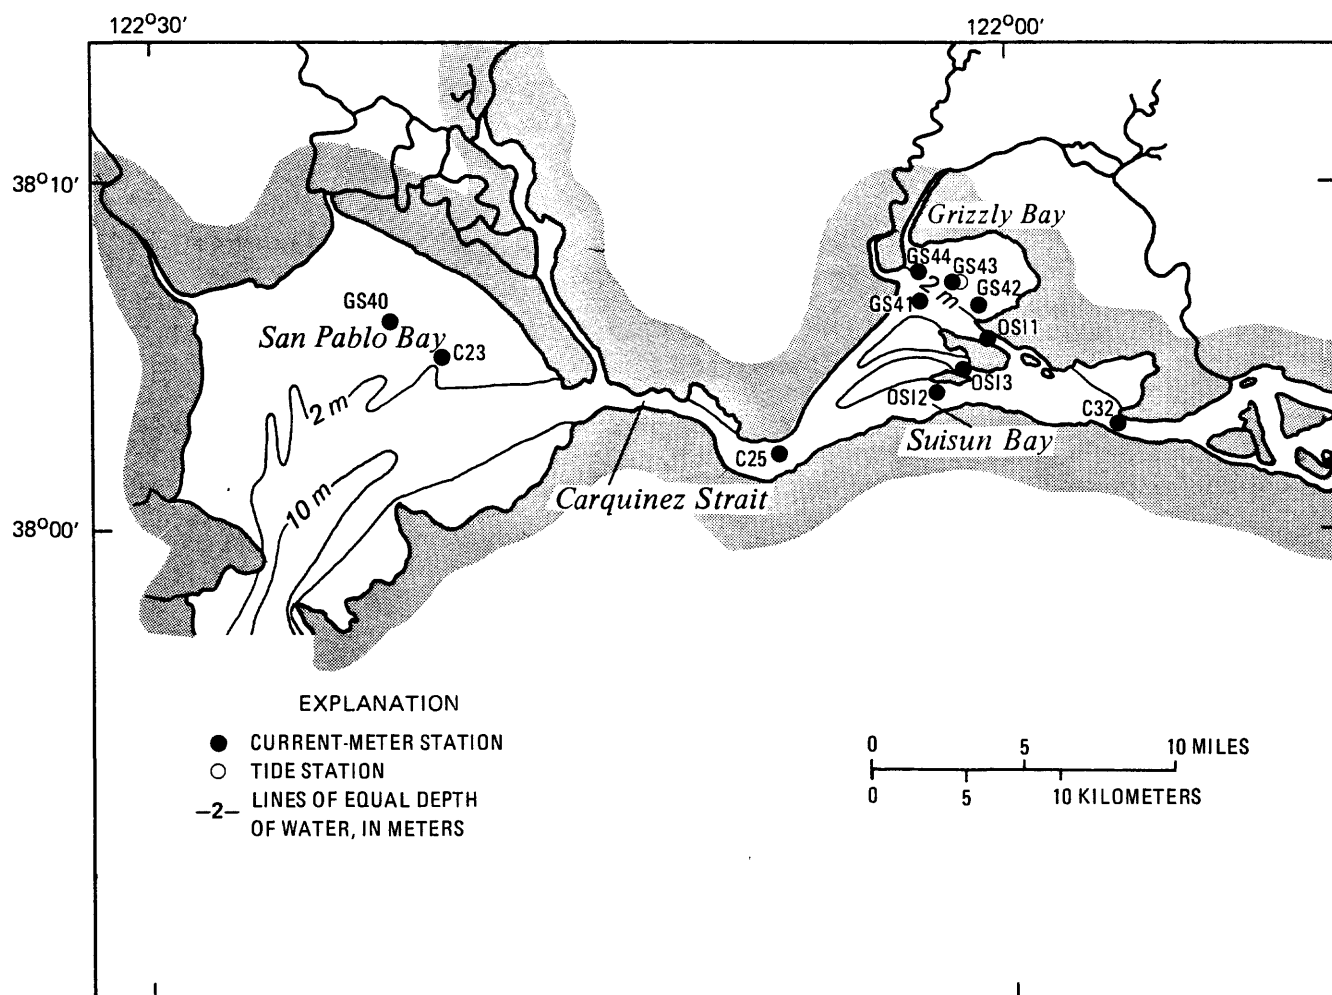 122°30′
122°00′
38°10′
Grizzly Bay
GS44
GS43
2 m
GS42
GS41
GS40
San Pablo Bay
C23
OSI1
OSI3
OSI2
2 m
C32
Suisun Bay
C25
Carquinez Strait
10 m
38°00′
EXPLANATION
CURRENT-METER STATION
TIDE STATION
–2– LINES OF EQUAL DEPTH
OF WATER, IN METERS
0 5 10 MILES
0 5 10 KILOMETERS